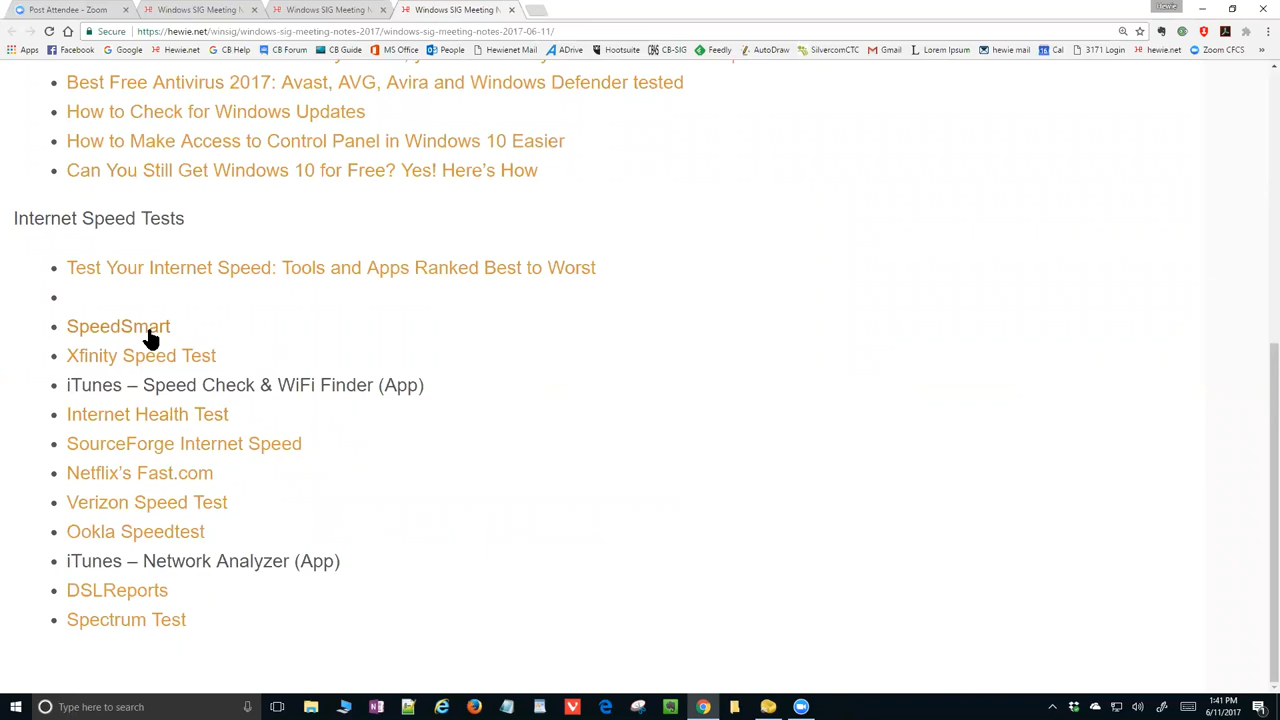 Post Attendee - Zoom
Windows SIG Meeting N
Windows SIG Meeting N
Windows SIG Meeting N
Hewie
Secure
https://hewie.net/winsig/windows-sig-meeting-notes-2017/windows-sig-meeting-notes-2017-06-11/
Apps Facebook Google Hewie.net CB Help CB Forum CB Guide MS Office People Hewienet Mail ADrive Hootsuite CB-SIG Feedly AutoDraw SilvercomCTC Gmail Lorem Ipsum hewie mail Cal 3171 Login hewie.net Zoom CFCS
Best Free Antivirus 2017: Avast, AVG, Avira and Windows Defender tested
How to Check for Windows Updates
How to Make Access to Control Panel in Windows 10 Easier
Can You Still Get Windows 10 for Free? Yes! Here’s How
Internet Speed Tests
Test Your Internet Speed: Tools and Apps Ranked Best to Worst
SpeedSmart
Xfinity Speed Test
iTunes – Speed Check & WiFi Finder (App)
Internet Health Test
SourceForge Internet Speed
Netflix’s Fast.com
Verizon Speed Test
Ookla Speedtest
iTunes – Network Analyzer (App)
DSLReports
Spectrum Test
Type here to search
1:41 PM
6/11/2017